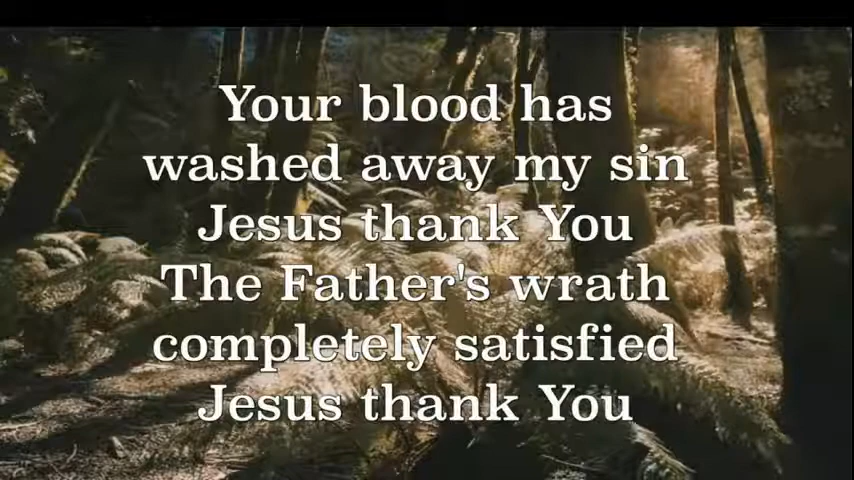 Your blood has
washed away my sin
Jesus thank You
The Father's wrath
completely satisfied
Jesus thank You